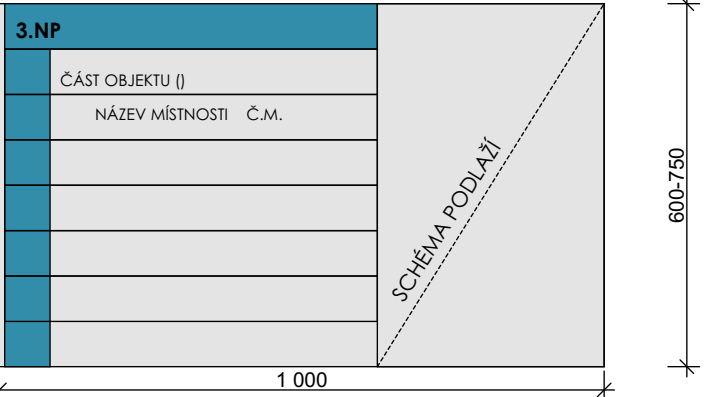 3.NP
ČÁST OBJEKTU ()
NÁZEV MÍSTNOSTI Č.M.
SCHÉMA PODLAŽÍ
600-750
1 000